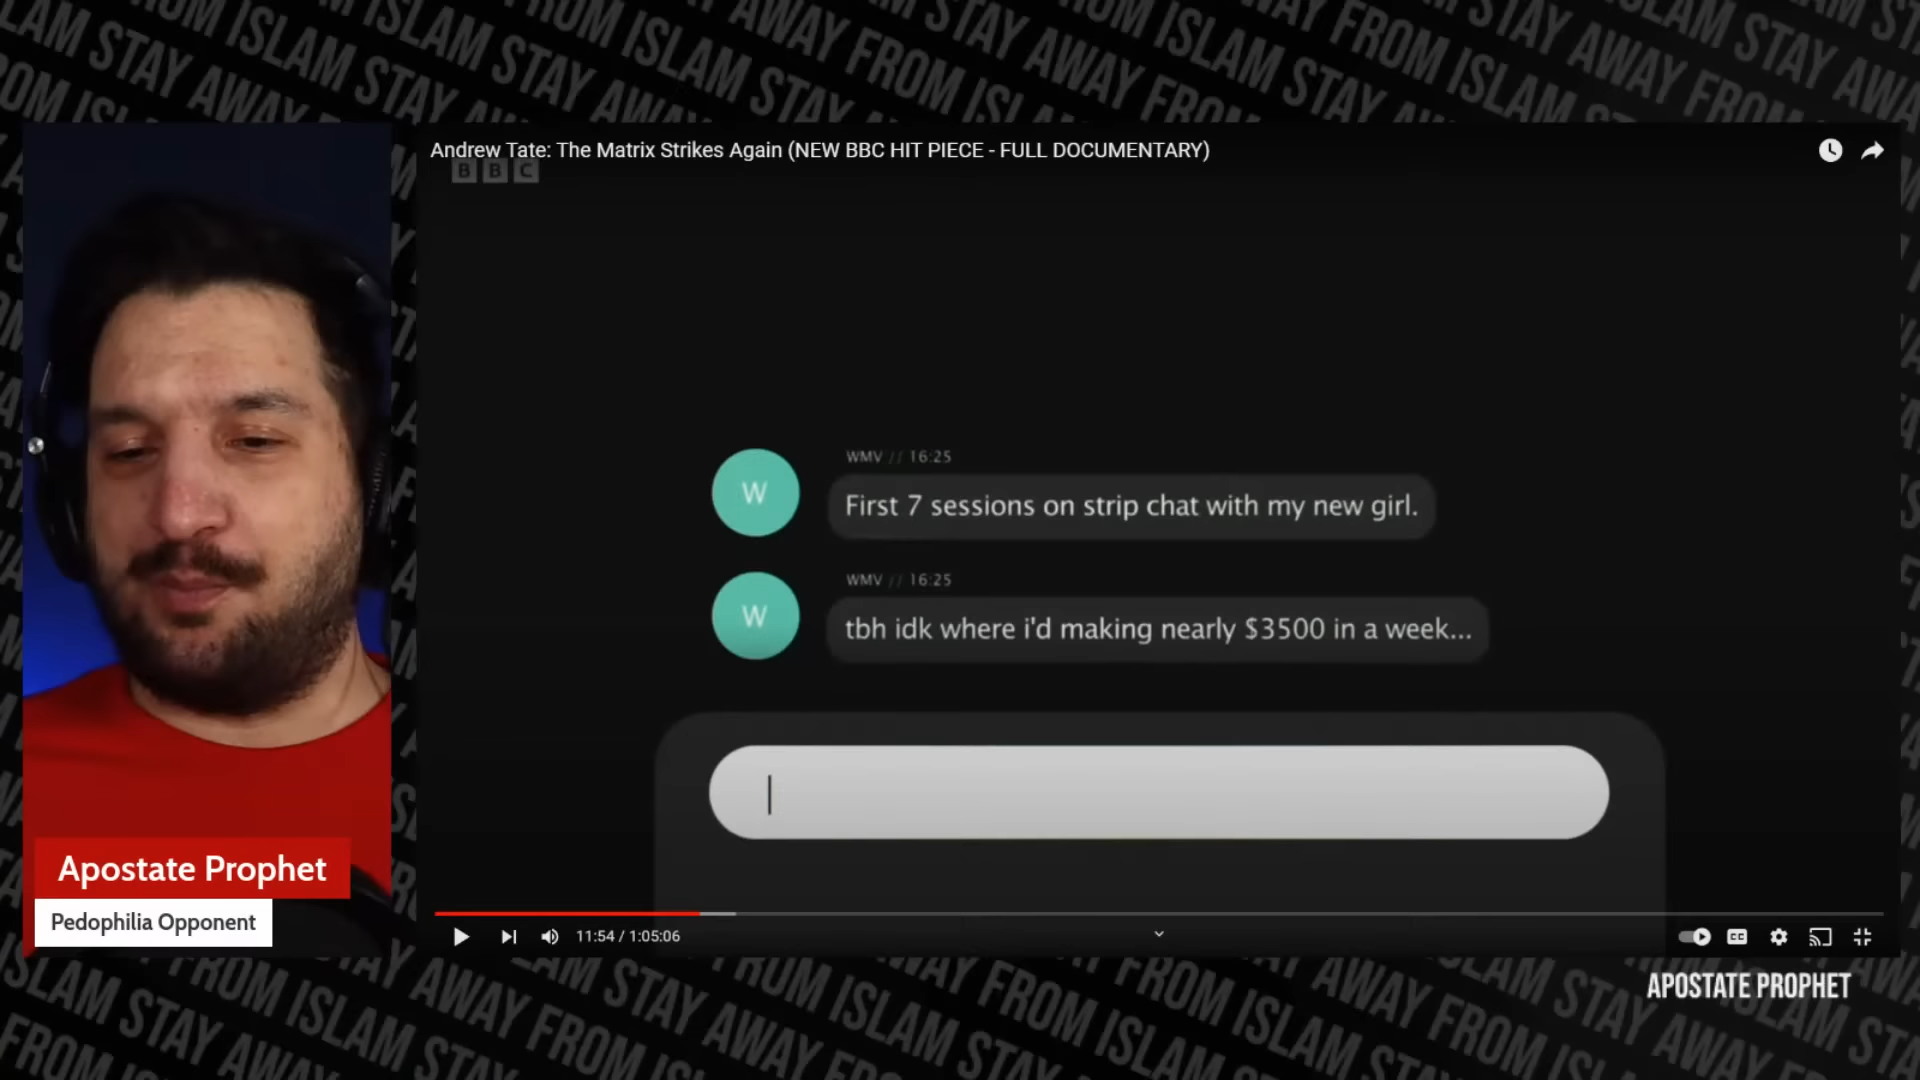 Andrew Tate: The Matrix Strikes Again (NEW BBC HIT PIECE - FULL DOCUMENTARY)
BBC
WMV // 16:25
W
First 7 sessions on strip chat with my new girl.
WMV // 16:25
W
tbh idk where i'd making nearly $3500 in a week...
Apostate Prophet
Pedophilia Opponent
11:54 / 1:05:06
CC
APOSTATE PROPHET
STAY AWAY FROM ISLAM